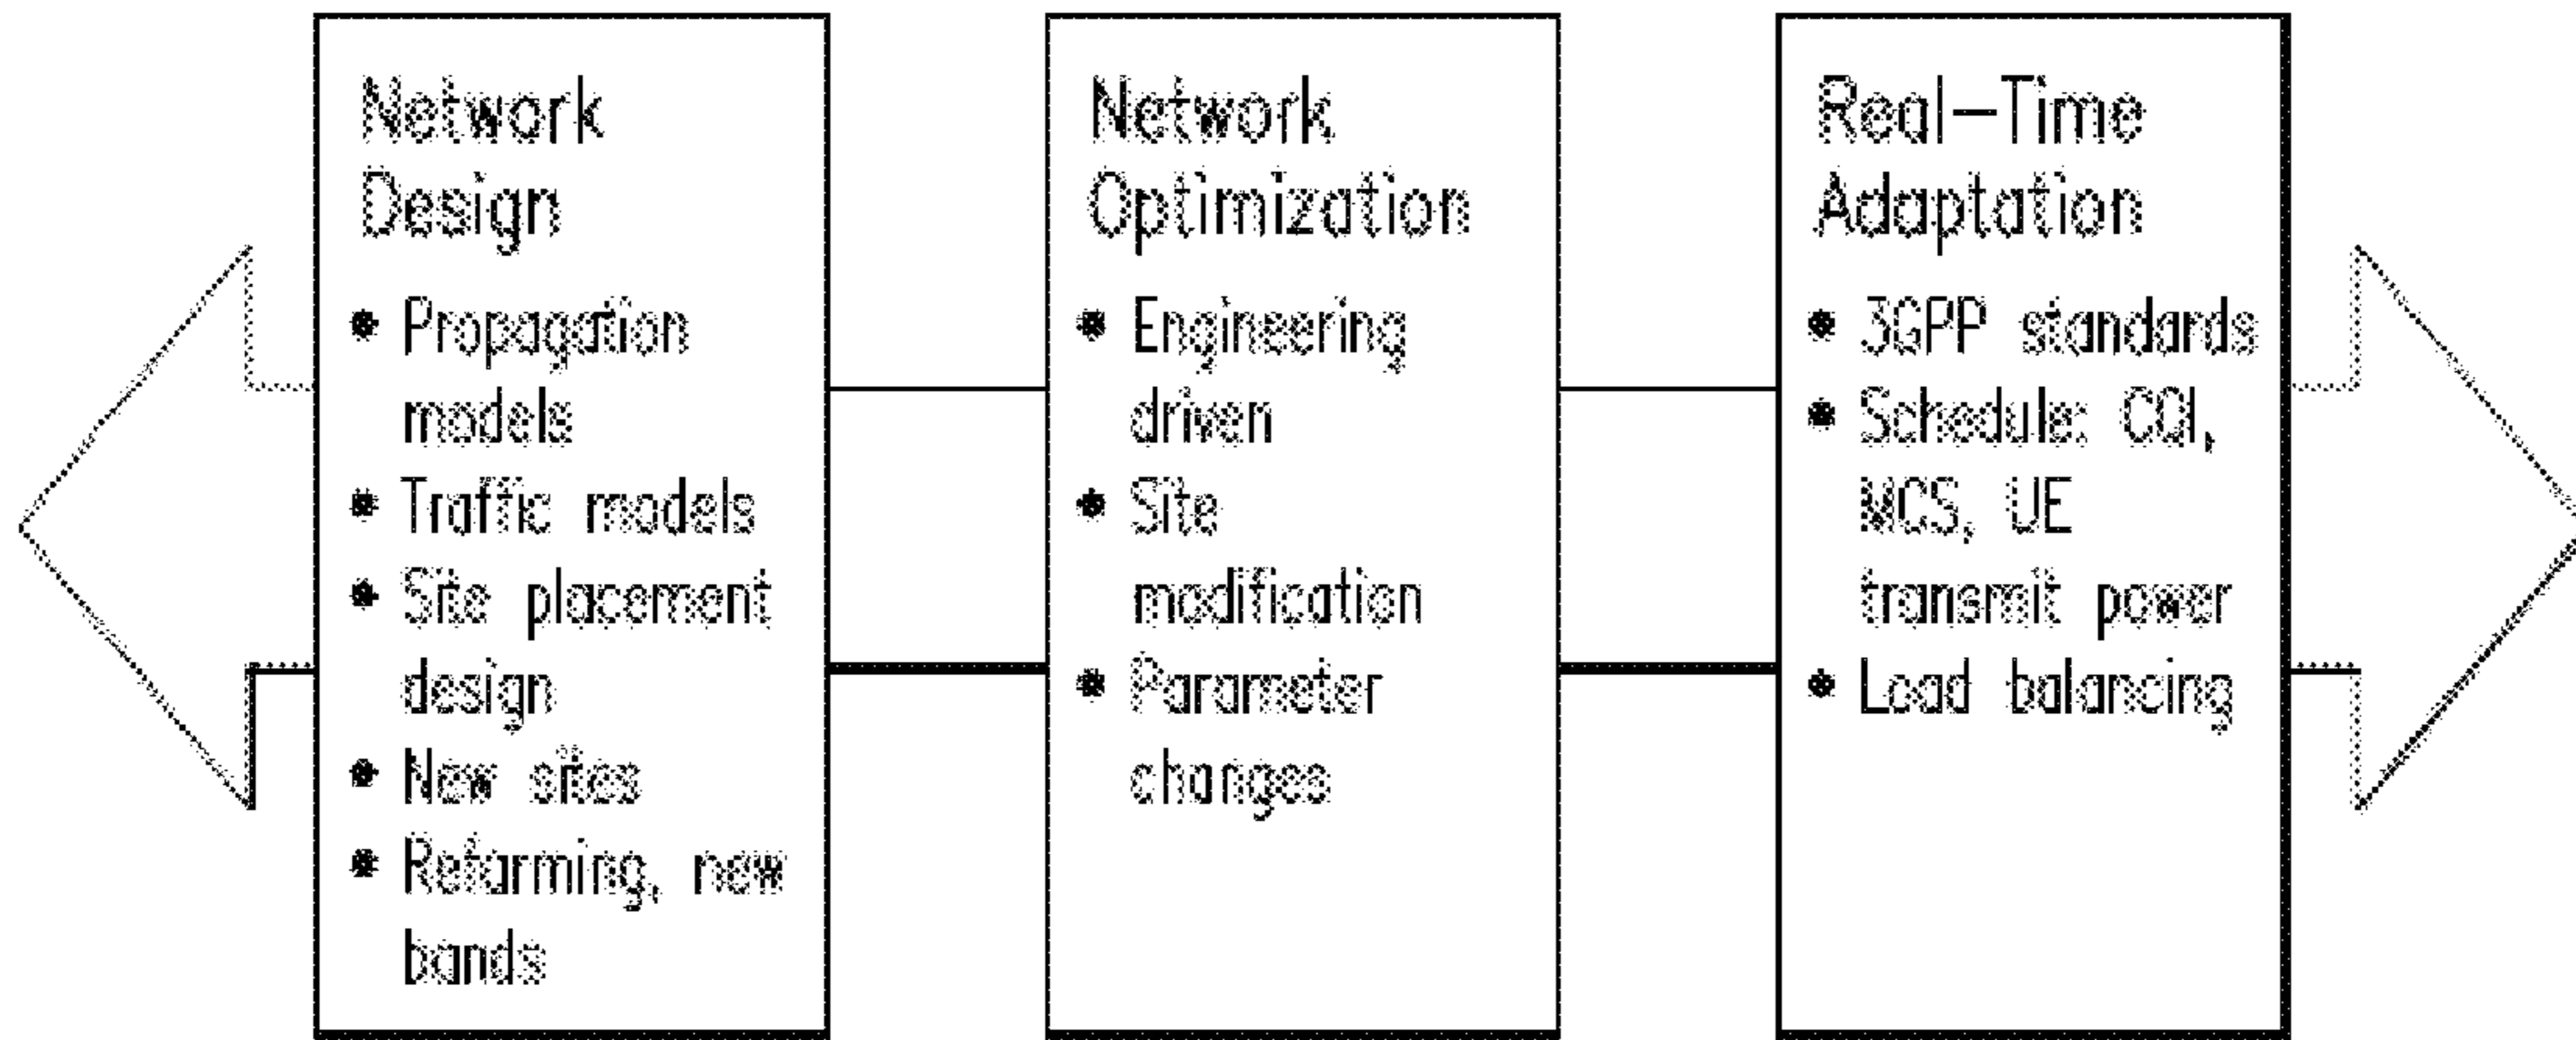 Network
Design
• Propagation
models
• Traffic models
• Site placement
design
• New sites
• Refarming, new
bands
Network
Optimization
• Engineering
driven
• Site
modification
• Parameter
changes
Real-Time
Adaptation
• 3GPP standards
• Schedule: CQI,
MCS, UE
transmit power
• Load balancing